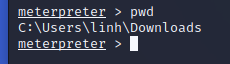 meterpreter > pwd
C:\Users\linh\Downloads
meterpreter >